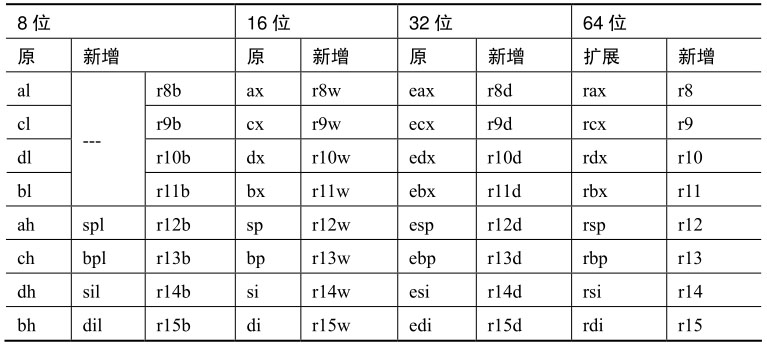 8 位 16 位 32 位 64 位
原 新增 原 新增 原 新增 扩展 新增
al --- r8b ax r8w eax r8d rax r8
cl r9b cx r9w ecx r9d rcx r9
dl r10b dx r10w edx r10d rdx r10
bl r11b bx r11w ebx r11d rbx r11
ah spl r12b sp r12w esp r12d rsp r12
ch bpl r13b bp r13w ebp r13d rbp r13
dh sil r14b si r14w esi r14d rsi r14
bh dil r15b di r15w edi r15d rdi r15